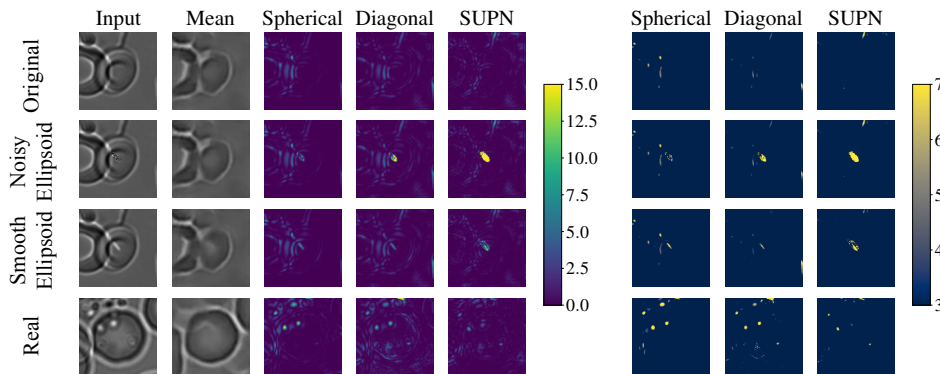 Input Mean Spherical Diagonal SUPN Spherical Diagonal SUPN
Original
Noisy
Ellipsoid
Smooth
Ellipsoid
Real
15.0
12.5
10.0
7.5
5.0
2.5
0.0
7
6
5
4
3